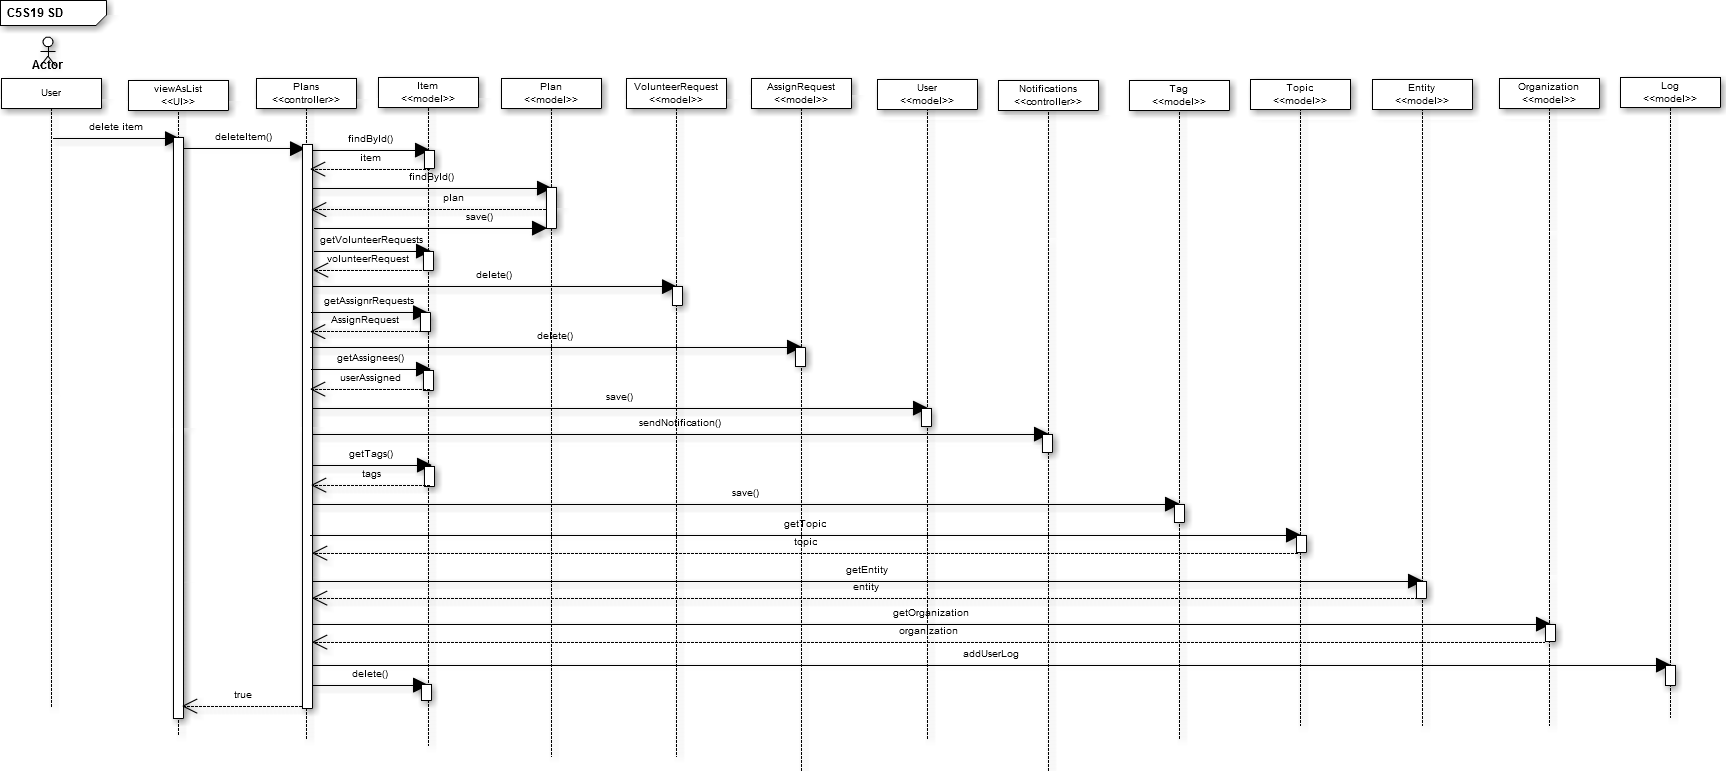 C5S19 SD
Actor
User
viewAsList
<<UI>>
Plans
<<controller>>
Item
<<model>>
Plan
<<model>>
VolunteerRequest
<<model>>
AssignRequest
<<model>>
User
<<model>>
Notifications
<<controller>>
Tag
<<model>>
Topic
<<model>>
Entity
<<model>>
Organization
<<model>>
Log
<<model>>
delete item
deleteItem()
findById()
item
findById()
plan
save()
getVolunteerRequests
volunteerRequest
delete()
getAssignrRequests
AssignRequest
delete()
getAssignees()
userAssigned
save()
sendNotification()
getTags()
tags
save()
getTopic
topic
getEntity
entity
getOrganization
organization
addUserLog
delete()
true